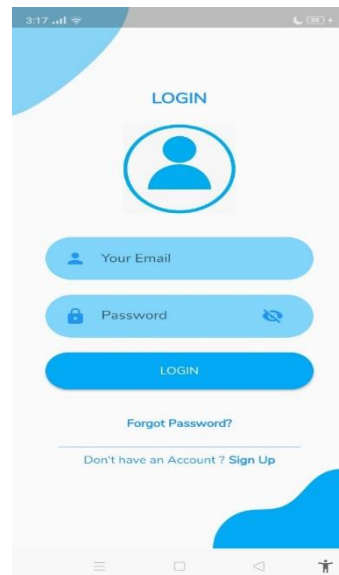 3:17
LOGIN
Your Email
Password
LOGIN
Forgot Password?
Don't have an Account ? Sign Up